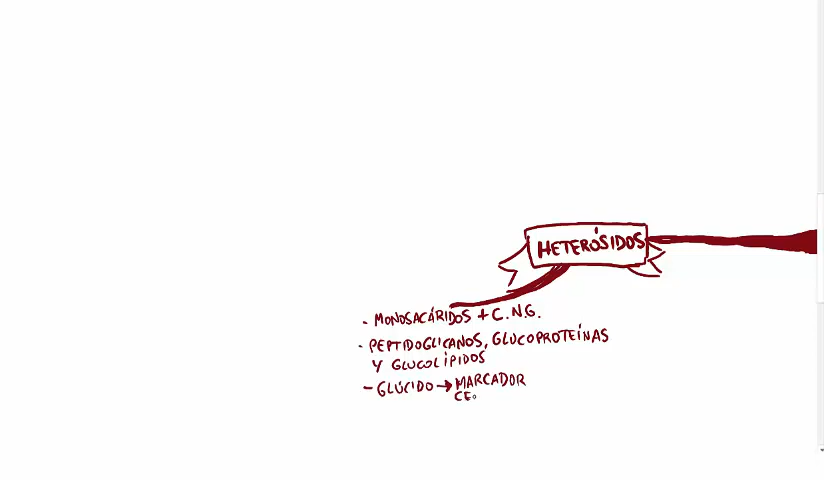 HETERÓSIDOS
- MONOSACÁRIDOS + C.N.G.
- PEPTIDOGLICANOS, GLUCOPROTEÍNAS
Y GLUCOLÍPIDOS
- GLÚCIDO → MARCADOR
CE